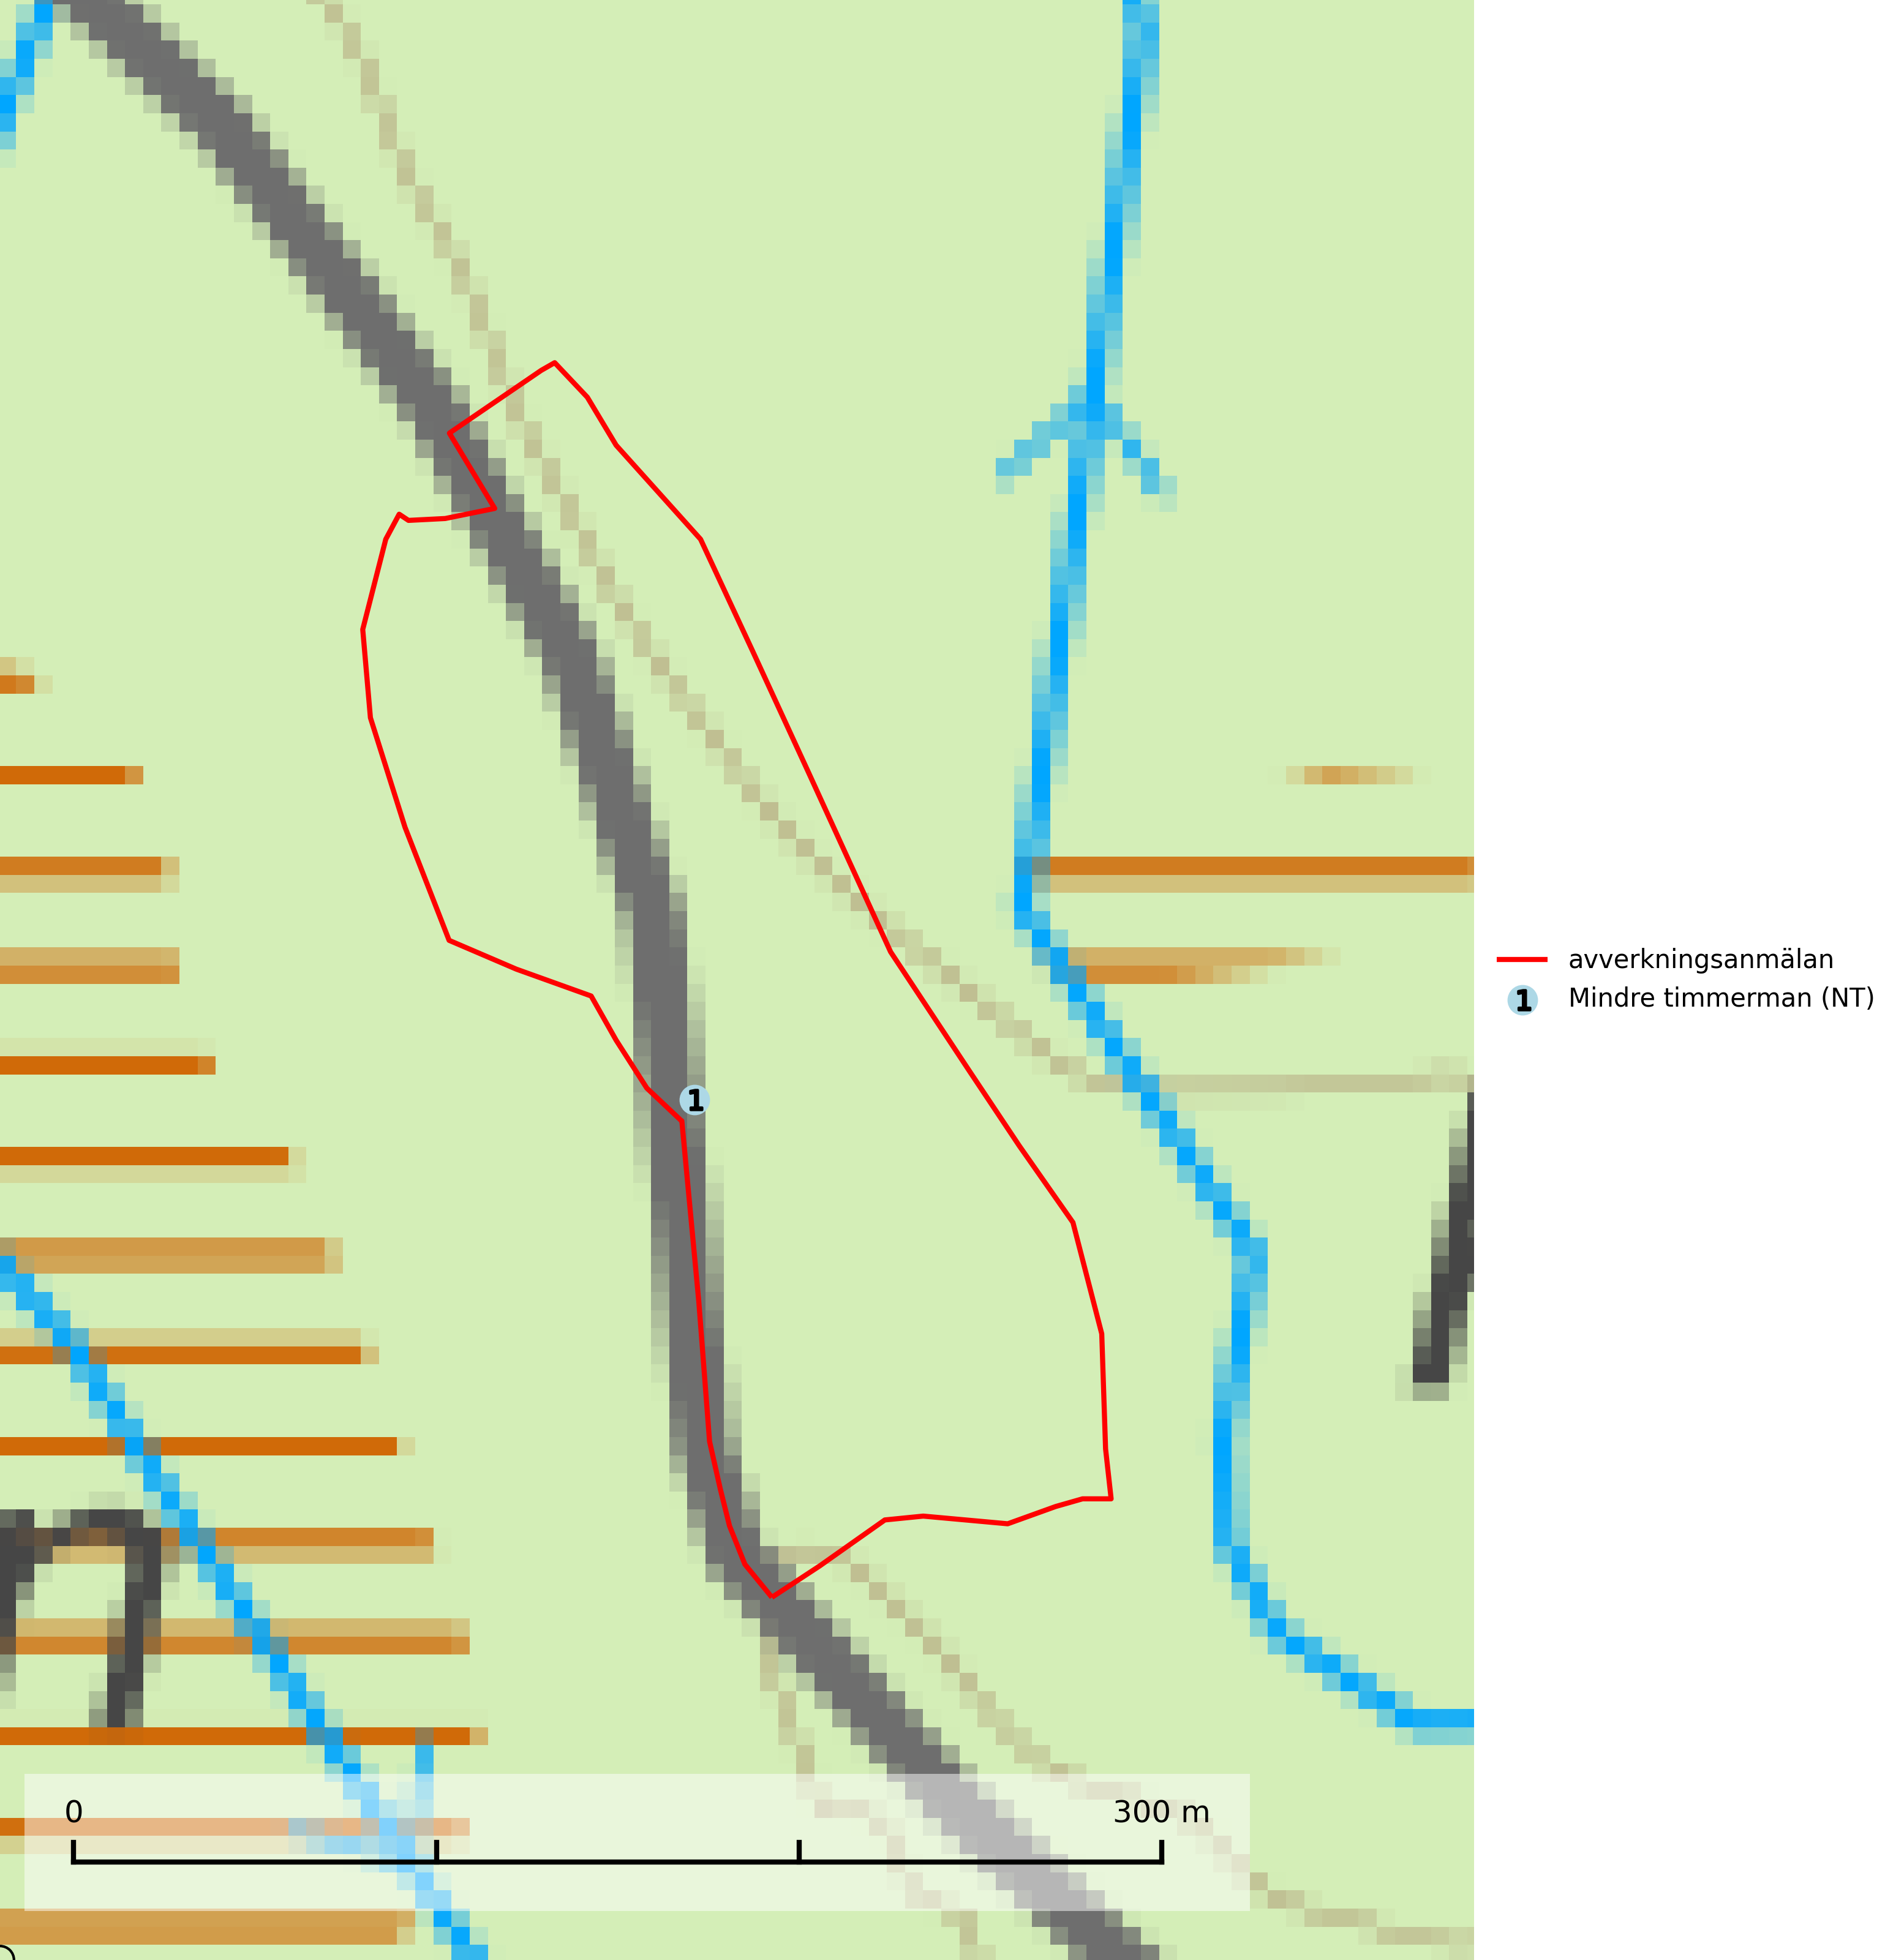 1
avverkningsanmälan
1 Mindre timmerman (NT)
0 300 m